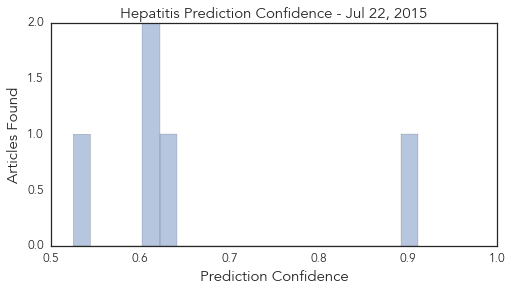 Hepatitis Prediction Confidence - Jul 22, 2015
2.0
1.5
1.0
0.5
0.0
Articles Found
0.5 0.6 0.7 0.8 0.9 1.0
Prediction Confidence